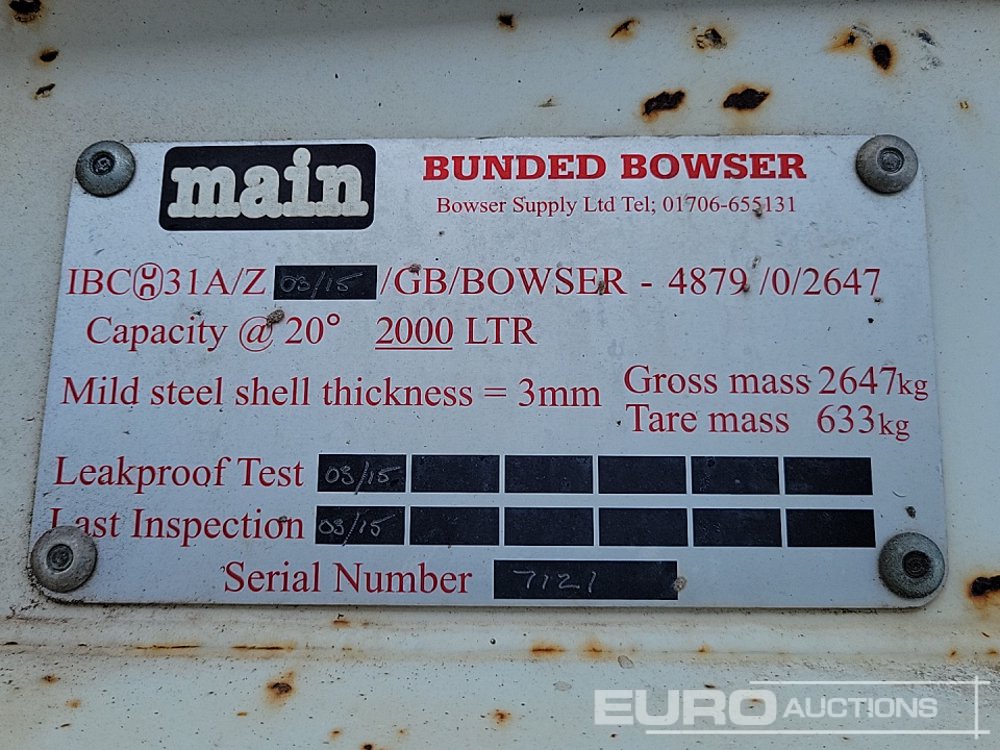 main
BUNDED BOWSER
Bowser Supply Ltd Tel; 01706-655131
IBC 31A/Z 03/15 /GB/BOWSER - 4879 /0/2647
Capacity @ 20° 2000 LTR
Mild steel shell thickness = 3mm
Gross mass 2647kg
Tare mass 633kg
Leakproof Test 03/15
Last Inspection 03/15
Serial Number 7121
EURO AUCTIONS